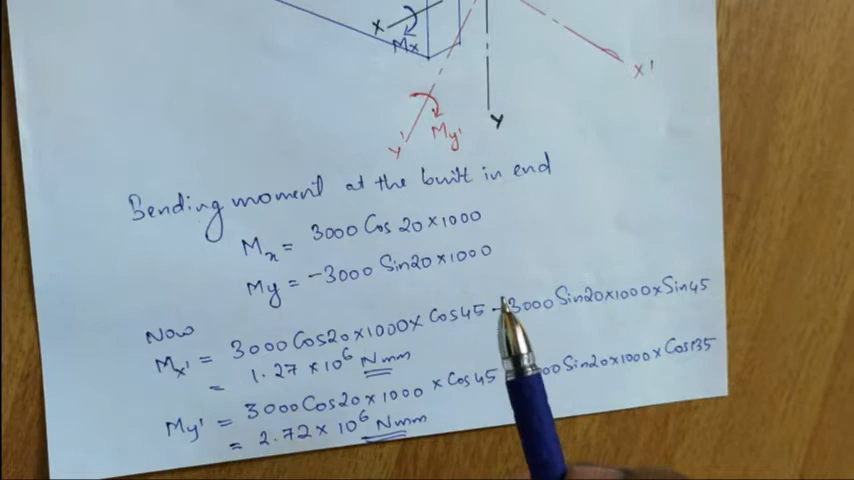 X
Mx
X'
Y'
My'
Y
Bending moment at the built in end
Mx = 3000 Cos 20 × 1000
My = -3000 Sin20 × 1000
Now
Mx' = 3000 Cos20 × 1000 × Cos45 - 3000 Sin20×1000×Sin45
= 1.27 × 10⁶ Nmm
My' = 3000 Cos20 × 1000 × Cos45 Sin20×1000×Cos135
= 2.72 × 10⁶ Nmm